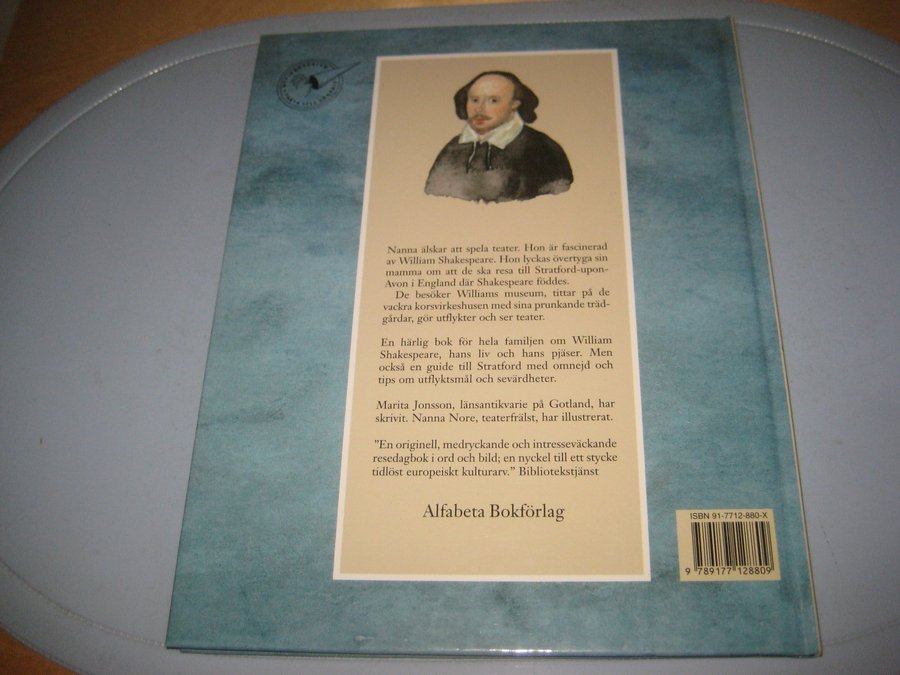 Nanna älskar att spela teater. Hon är fascinerad
av William Shakespeare. Hon lyckas övertyga sin
mamma om att de ska resa till Stratford-upon-
Avon i England där Shakespeare föddes.
De besöker Williams museum, tittar på de
vackra korsvirkeshusen med sina prunkande träd-
gårdar, gör utflykter och ser teater.
En härlig bok för hela familjen om William
Shakespeare, hans liv och hans pjäser. Men
också en guide till Stratford med omnejd och
tips om utflyktsmål och sevärdheter.
Marita Jonsson, länsantikvarie på Gotland, har
skrivit. Nanna Nore, teaterfrälst, har illustrerat.
”En originell, medryckande och intresseväckande
resedagbok i ord och bild; en nyckel till ett stycke
tidlöst europeiskt kulturarv.” Bibliotekstjänst
Alfabeta Bokförlag
ISBN 91-7712-880-X
9 789177 128809